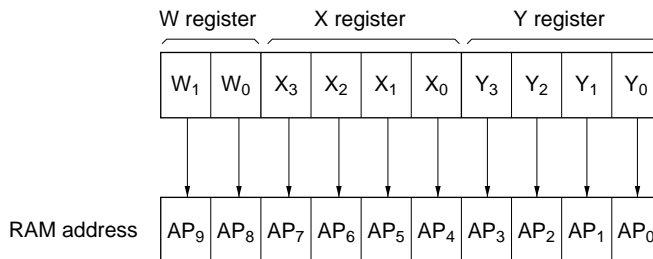 W register X register Y register
W₁ W₀ X₃ X₂ X₁ X₀ Y₃ Y₂ Y₁ Y₀
RAM address AP₉ AP₈ AP₇ AP₆ AP₅ AP₄ AP₃ AP₂ AP₁ AP₀